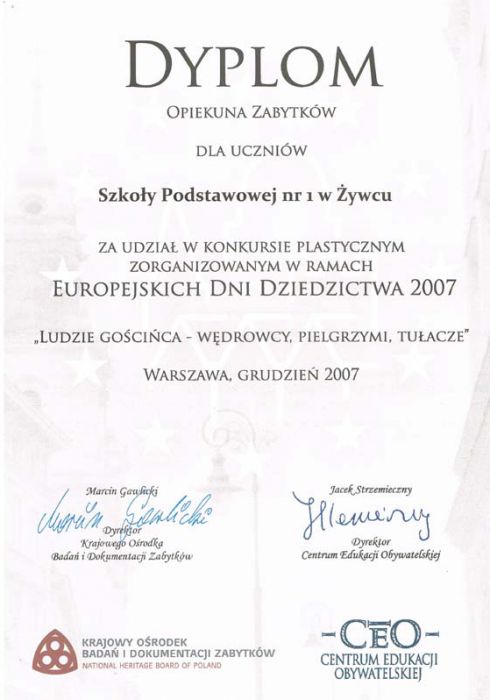 DYPLOM
OPIEKUNA ZABYTKÓW
DLA UCZNIÓW
Szkoły Podstawowej nr 1 w Żywcu
ZA UDZIAŁ W KONKURSIE PLASTYCZNYM
ZORGANIZOWANYM W RAMACH
EUROPEJSKICH DNI DZIEDZICTWA 2007
„LUDZIE GOŚCIŃCA - WĘDROWCY, PIELGRZYMI, TUŁACZE"
WARSZAWA, GRUDZIEŃ 2007
Marcin Gawlicki
Marcin Gawlicki
Dyrektor
Krajowego Ośrodka
Badań i Dokumentacji Zabytków
Jacek Strzemieczny
Dyrektor
Centrum Edukacji Obywatelskiej
KRAJOWY OŚRODEK
BADAŃ I DOKUMENTACJI ZABYTKÓW
NATIONAL HERITAGE BOARD OF POLAND
-CEO-
CENTRUM EDUKACJI
OBYWATELSKIEJ